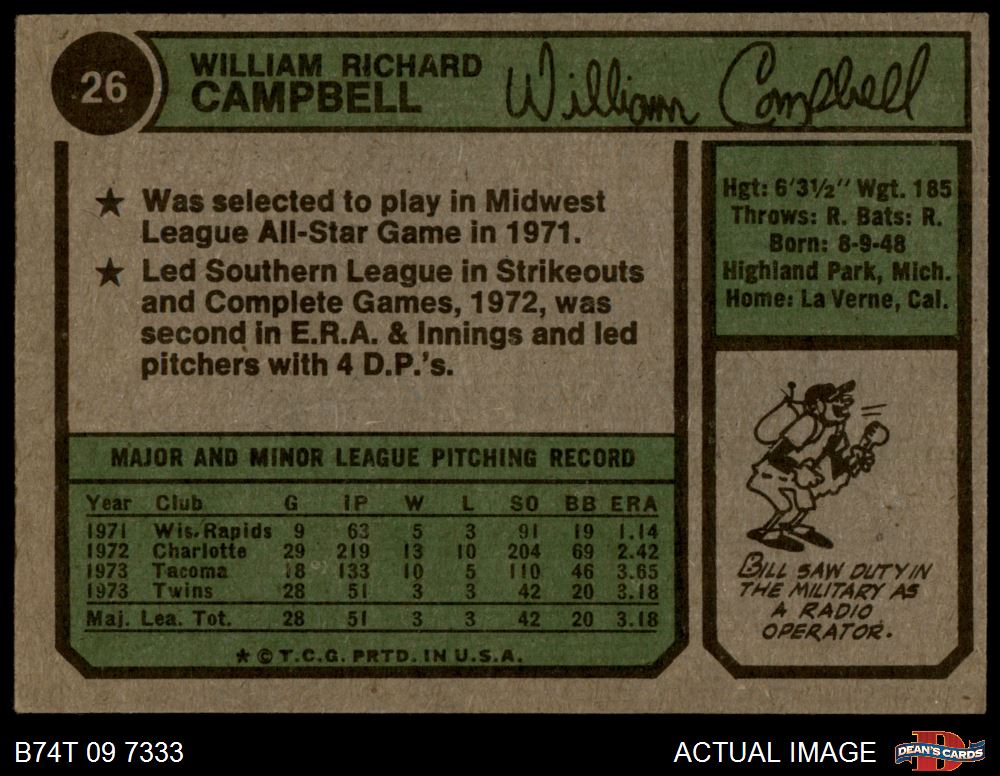 26
WILLIAM RICHARD
CAMPBELL
William Campbell
★ Was selected to play in Midwest
League All-Star Game in 1971.
★ Led Southern League in Strikeouts
and Complete Games, 1972, was
second in E.R.A. & Innings and led
pitchers with 4 D.P.'s.
Hgt: 6'3½" Wgt. 185
Throws: R. Bats: R.
Born: 8-9-48
Highland Park, Mich.
Home: La Verne, Cal.
MAJOR AND MINOR LEAGUE PITCHING RECORD
Year Club G IP W L SO BB ERA
1971 Wis. Rapids 9 63 5 3 91 19 1.14
1972 Charlotte 29 219 13 10 204 69 2.42
1973 Tacoma 18 133 10 5 110 46 3.65
1973 Twins 28 51 3 3 42 20 3.18
Maj. Lea. Tot. 28 51 3 3 42 20 3.18
★ © T.C.G. PRTD. IN U.S.A.
BILL SAW DUTY IN
THE MILITARY AS
A RADIO
OPERATOR.
B74T 09 7333
ACTUAL IMAGE
D
DEAN'S CARDS